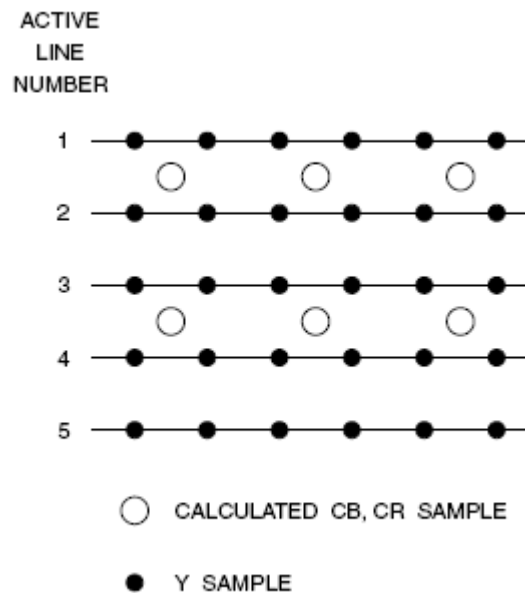 ACTIVE
LINE
NUMBER
1
2
3
4
5
CALCULATED CB, CR SAMPLE
Y SAMPLE